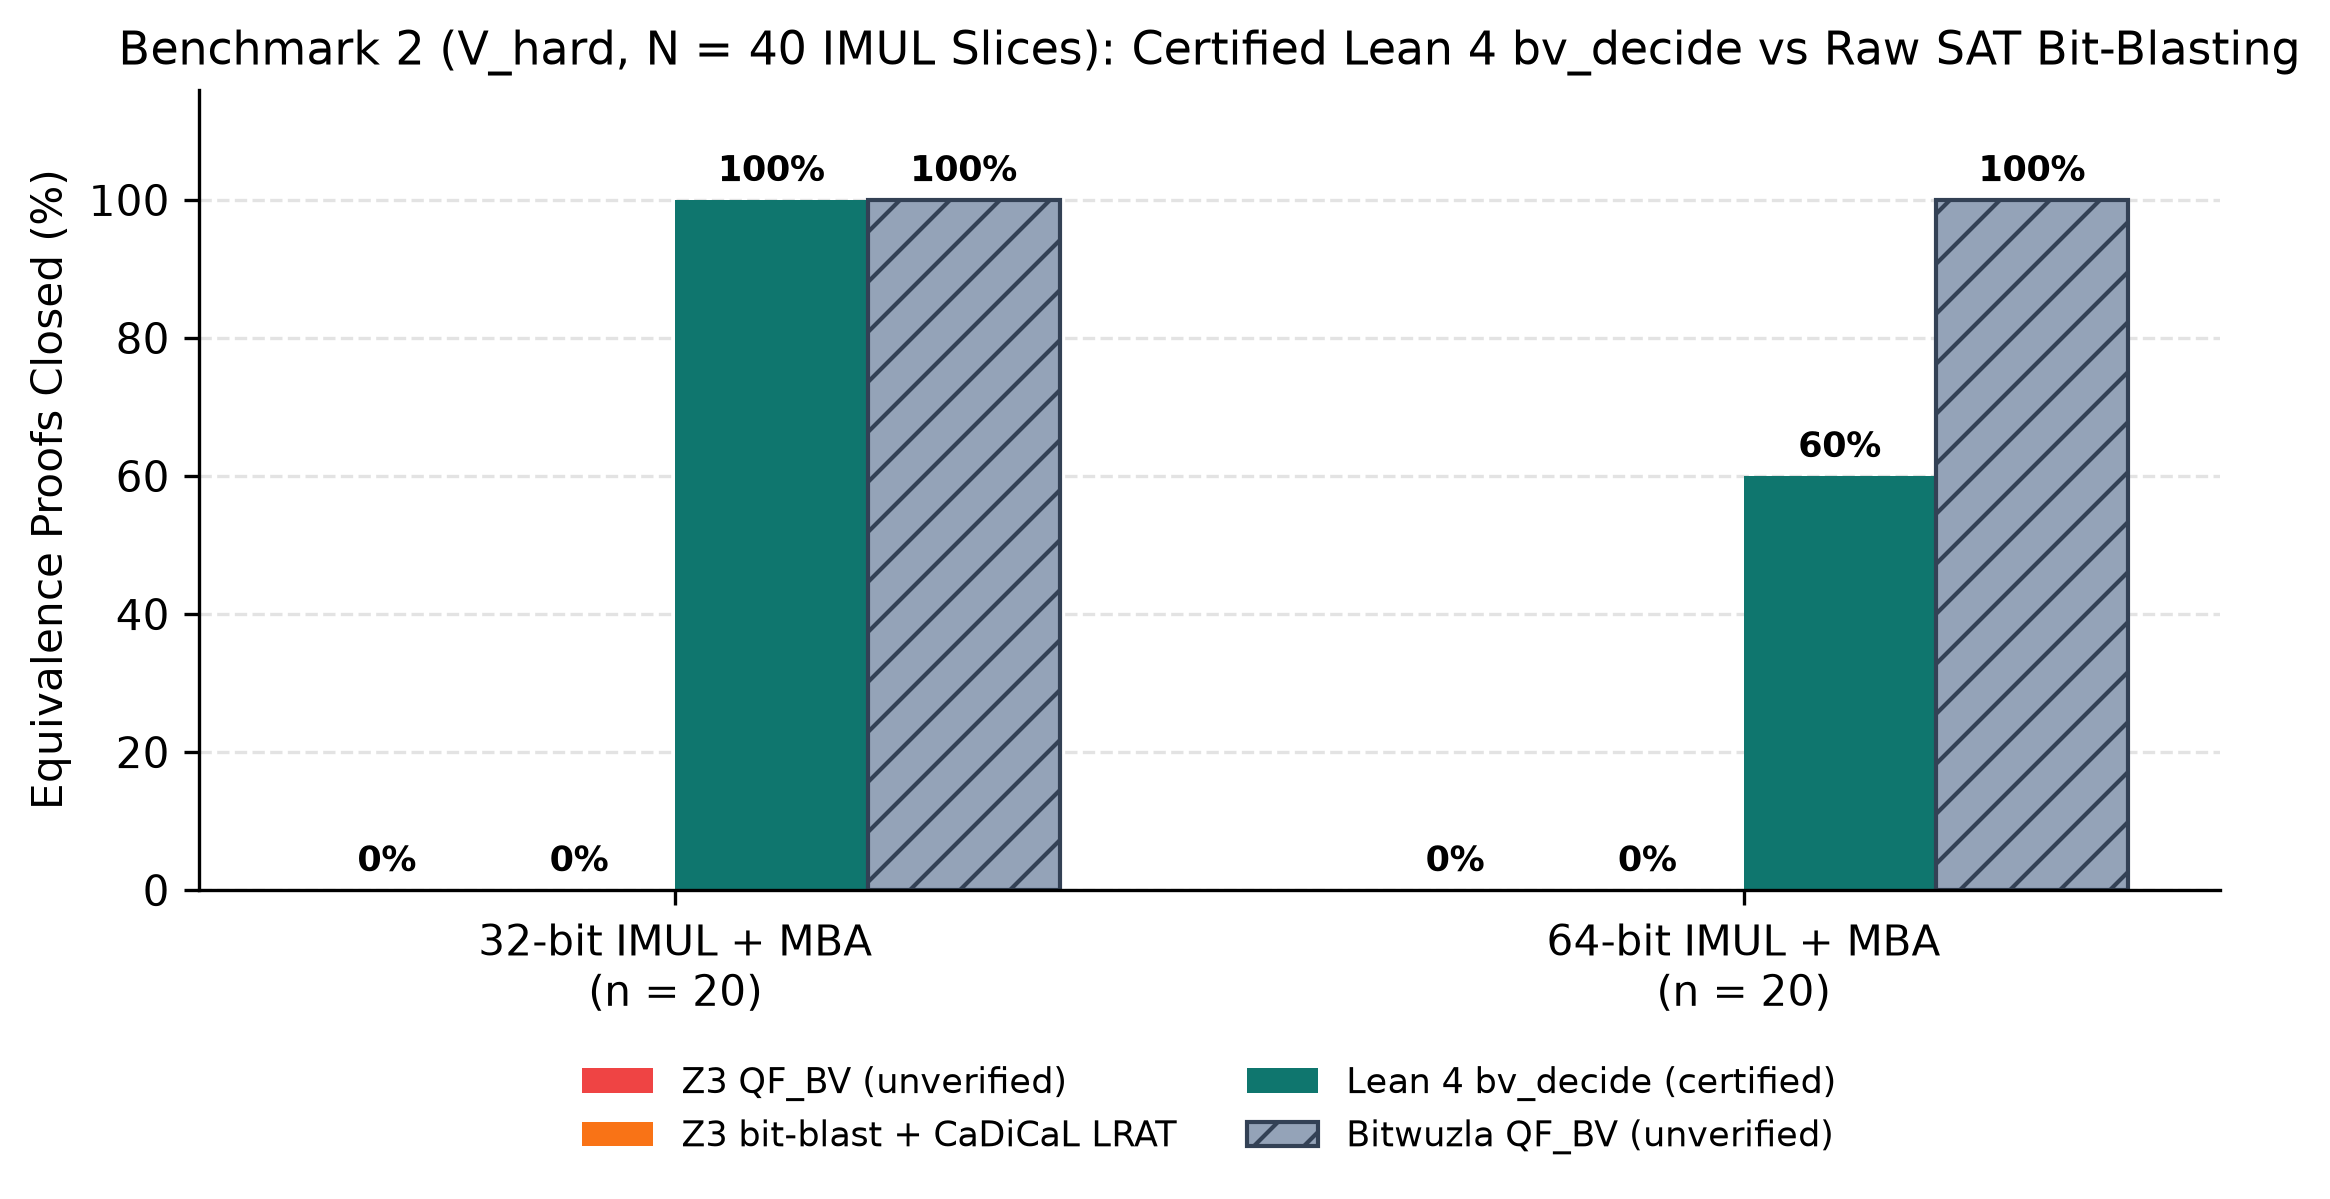 Benchmark 2 (V_hard, N = 40 IMUL Slices): Certified Lean 4 bv_decide vs Raw SAT Bit-Blasting
Equivalence Proofs Closed (%)
100
80
60
40
20
0
0%
0%
100%
100%
0%
0%
60%
100%
32-bit IMUL + MBA
(n = 20)
64-bit IMUL + MBA
(n = 20)
Z3 QF_BV (unverified)
Z3 bit-blast + CaDiCaL LRAT
Lean 4 bv_decide (certified)
Bitwuzla QF_BV (unverified)